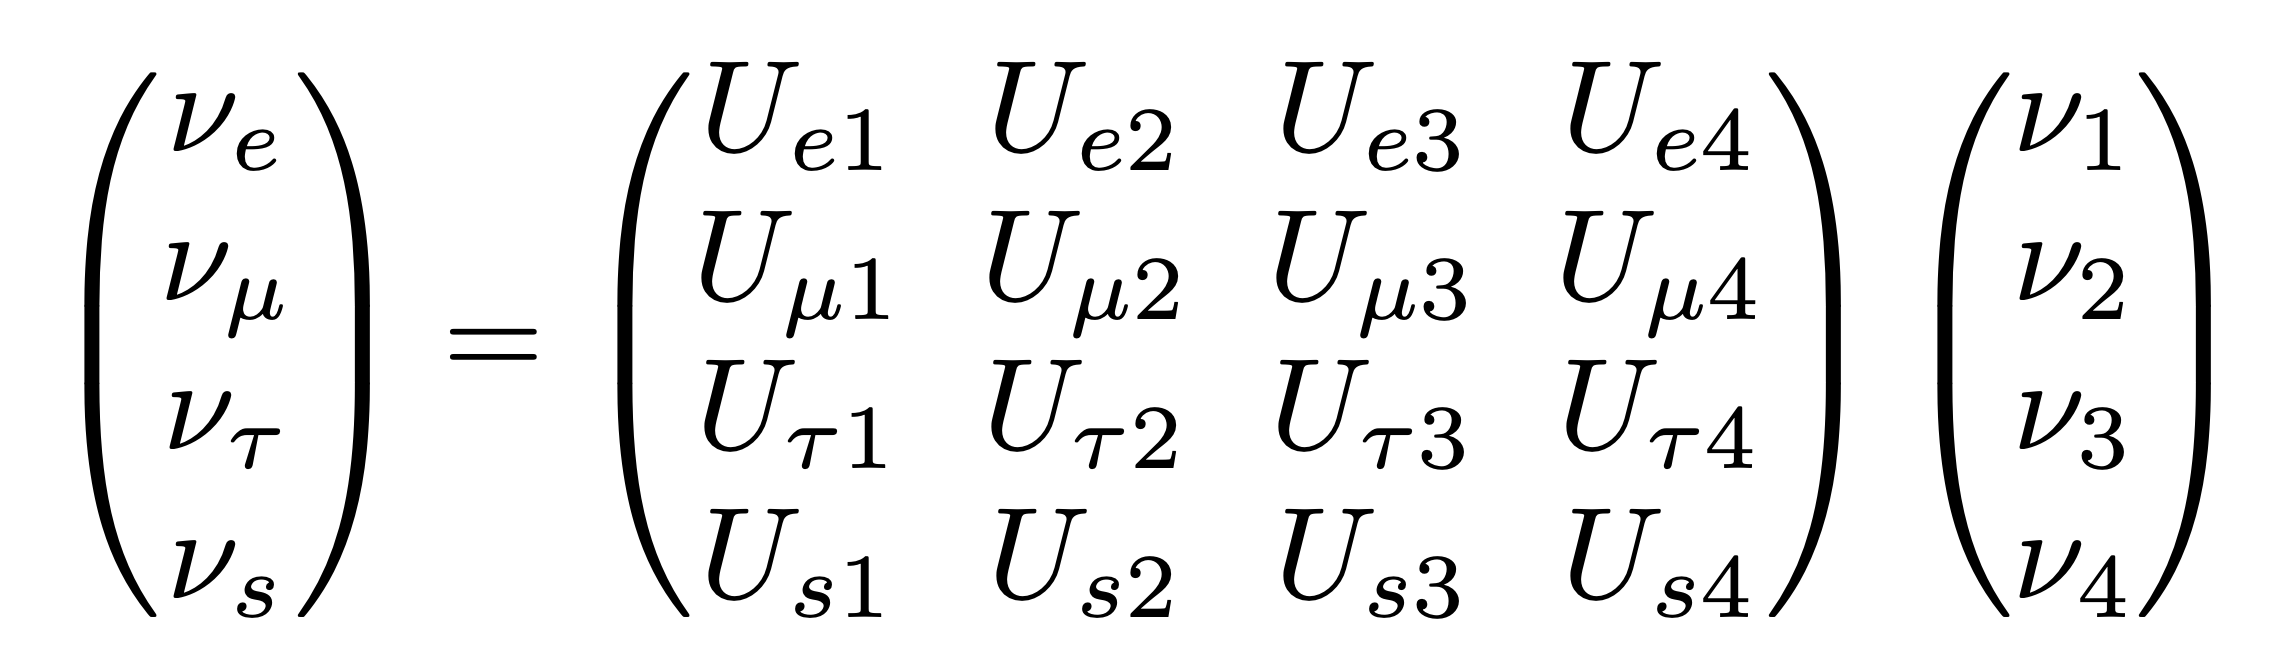 ν_e U_e1 U_e2 U_e3 U_e4 ν_1
ν_μ U_μ1 U_μ2 U_μ3 U_μ4 ν_2
=
ν_τ U_τ1 U_τ2 U_τ3 U_τ4 ν_3
ν_s U_s1 U_s2 U_s3 U_s4 ν_4